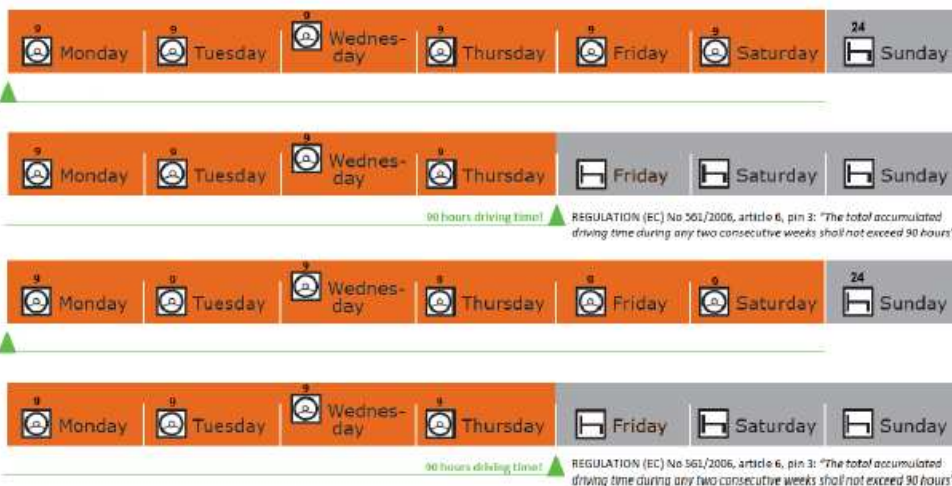 9 9 9 9 9 9 24
Monday Tuesday Wednes-day Thursday Friday Saturday Sunday
9 9 9 9
Monday Tuesday Wednes-day Thursday Friday Saturday Sunday
90 hours driving time! REGULATION (EC) No 561/2006, article 6, pin 3: "The total accumulated
driving time during any two consecutive weeks shall not exceed 90 hours"
9 9 9 9 9 9 24
Monday Tuesday Wednes-day Thursday Friday Saturday Sunday
9 9 9 9
Monday Tuesday Wednes-day Thursday Friday Saturday Sunday
90 hours driving time! REGULATION (EC) No 561/2006, article 6, pin 3: "The total accumulated
driving time during any two consecutive weeks shall not exceed 90 hours"